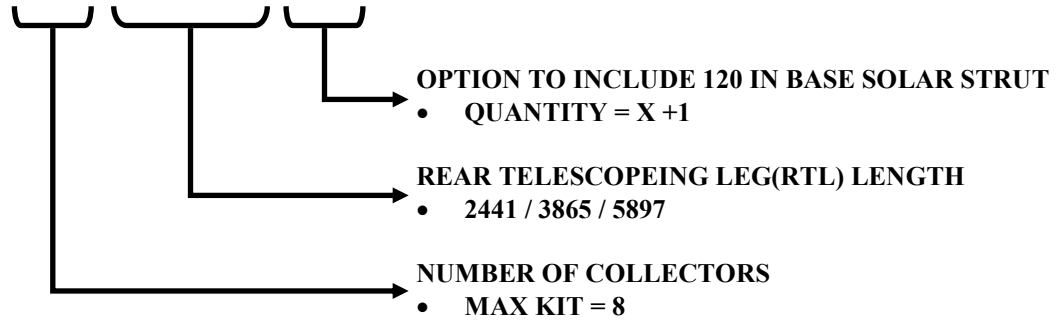 OPTION TO INCLUDE 120 IN BASE SOLAR STRUT
• QUANTITY = X +1
REAR TELESCOPEING LEG(RTL) LENGTH
• 2441 / 3865 / 5897
NUMBER OF COLLECTORS
• MAX KIT = 8